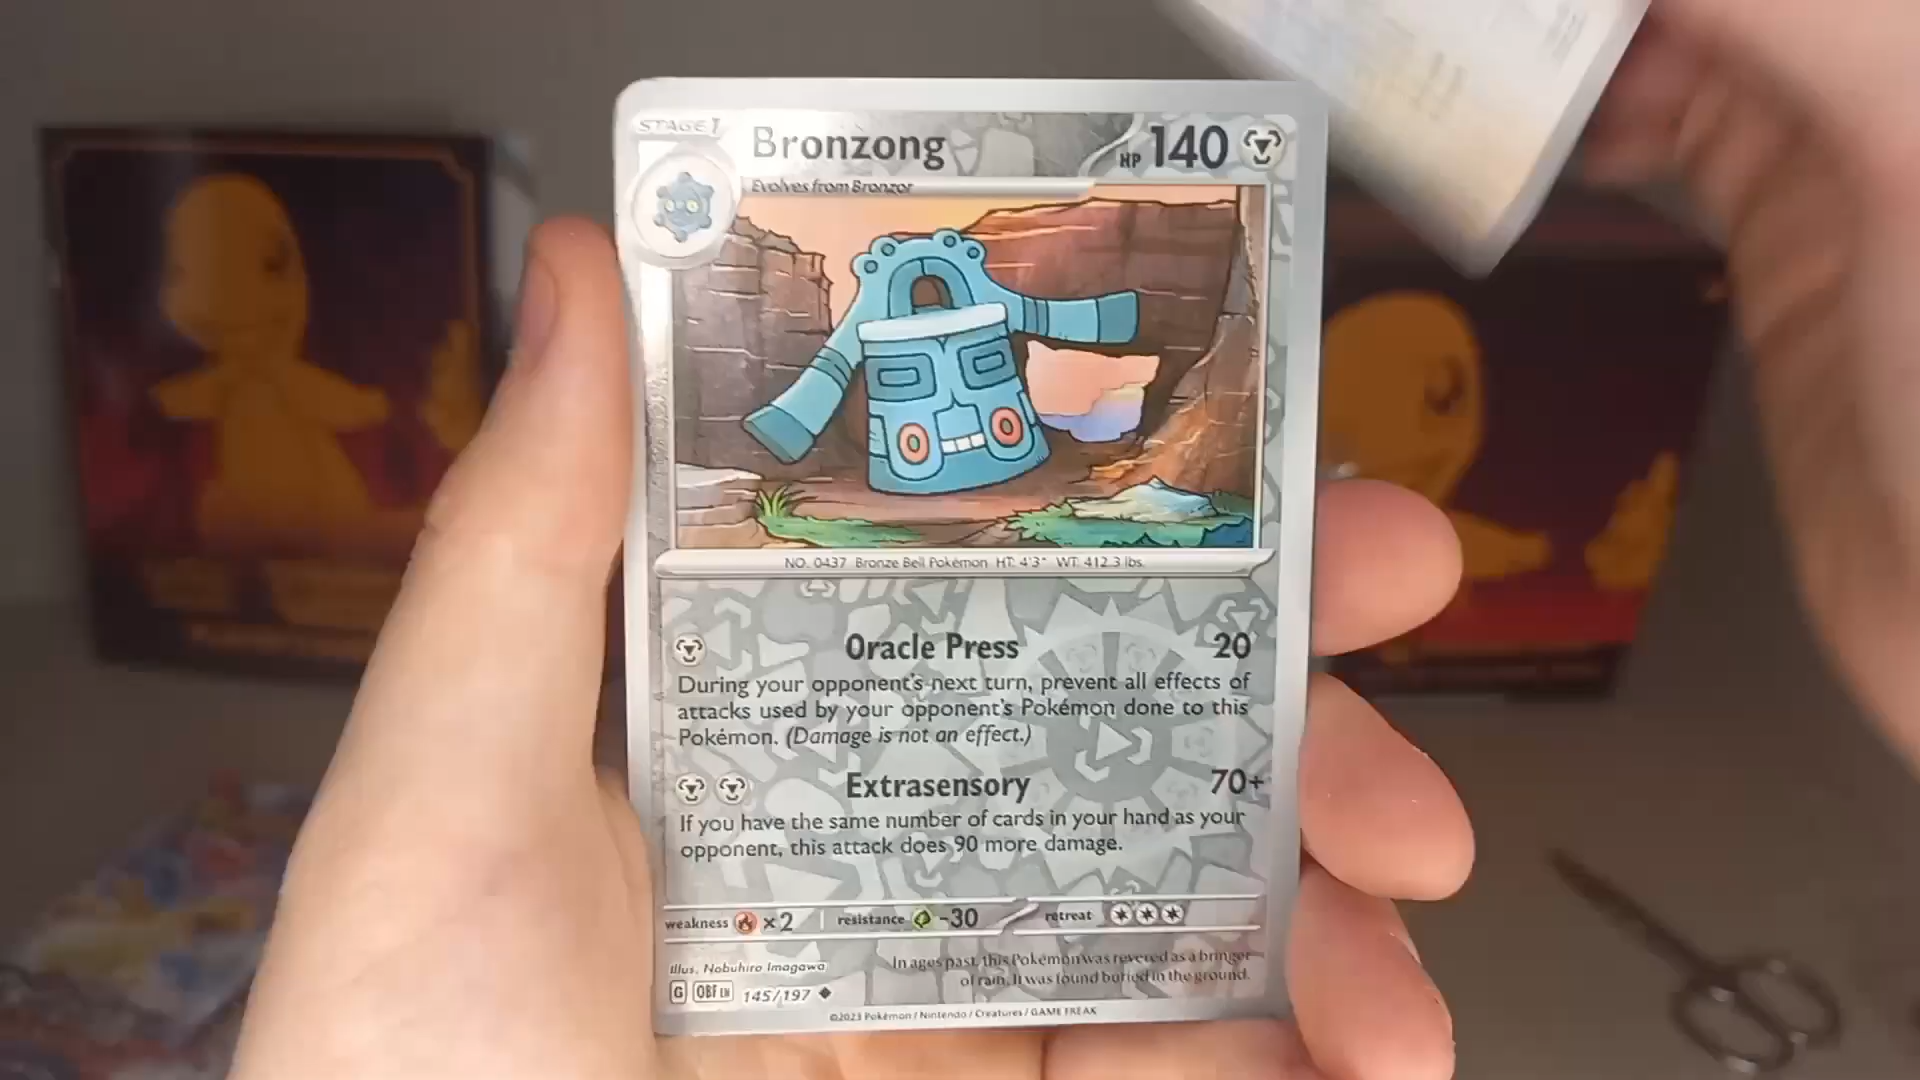 STAGE 1
Bronzong
HP 140
Evolves from Bronzor
NO. 0437 Bronze Bell Pokémon HT: 4'3" WT: 412.3 lbs.
Oracle Press 20
During your opponent's next turn, prevent all effects of
attacks used by your opponent's Pokémon done to this
Pokémon. (Damage is not an effect.)
Extrasensory 70+
If you have the same number of cards in your hand as your
opponent, this attack does 90 more damage.
weakness ×2 resistance -30 retreat
Illus. Nobuhiro Imagawa
In ages past, this Pokémon was revered as a bringer
of rain. It was found buried in the ground.
G OBF EN 145/197
©2023 Pokémon / Nintendo / Creatures / GAME FREAK